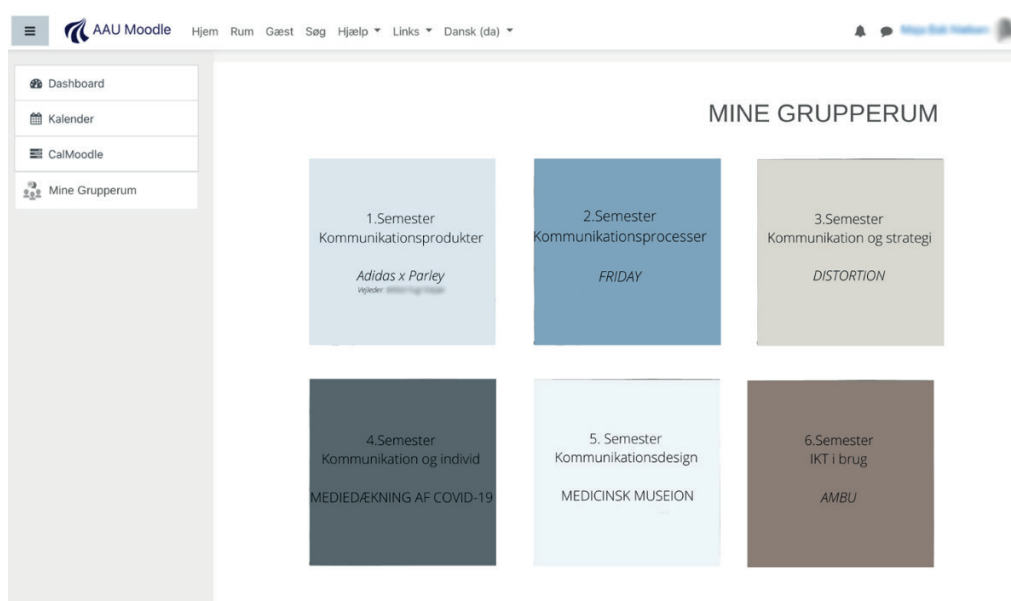 AAU Moodle Hjem Rum Gæst Søg Hjælp Links Dansk (da)
Dashboard
Kalender
CalMoodle
Mine Grupperum
MINE GRUPPERUM
1.Semester
Kommunikationsprodukter
Adidas x Parley
Vejleder
2.Semester
Kommunikationsprocesser
FRIDAY
3.Semester
Kommunikation og strategi
DISTORTION
4.Semester
Kommunikation og individ
MEDIEDÆKNING AF COVID-19
5. Semester
Kommunikationsdesign
MEDICINSK MUSEION
6.Semester
IKT i brug
AMBU